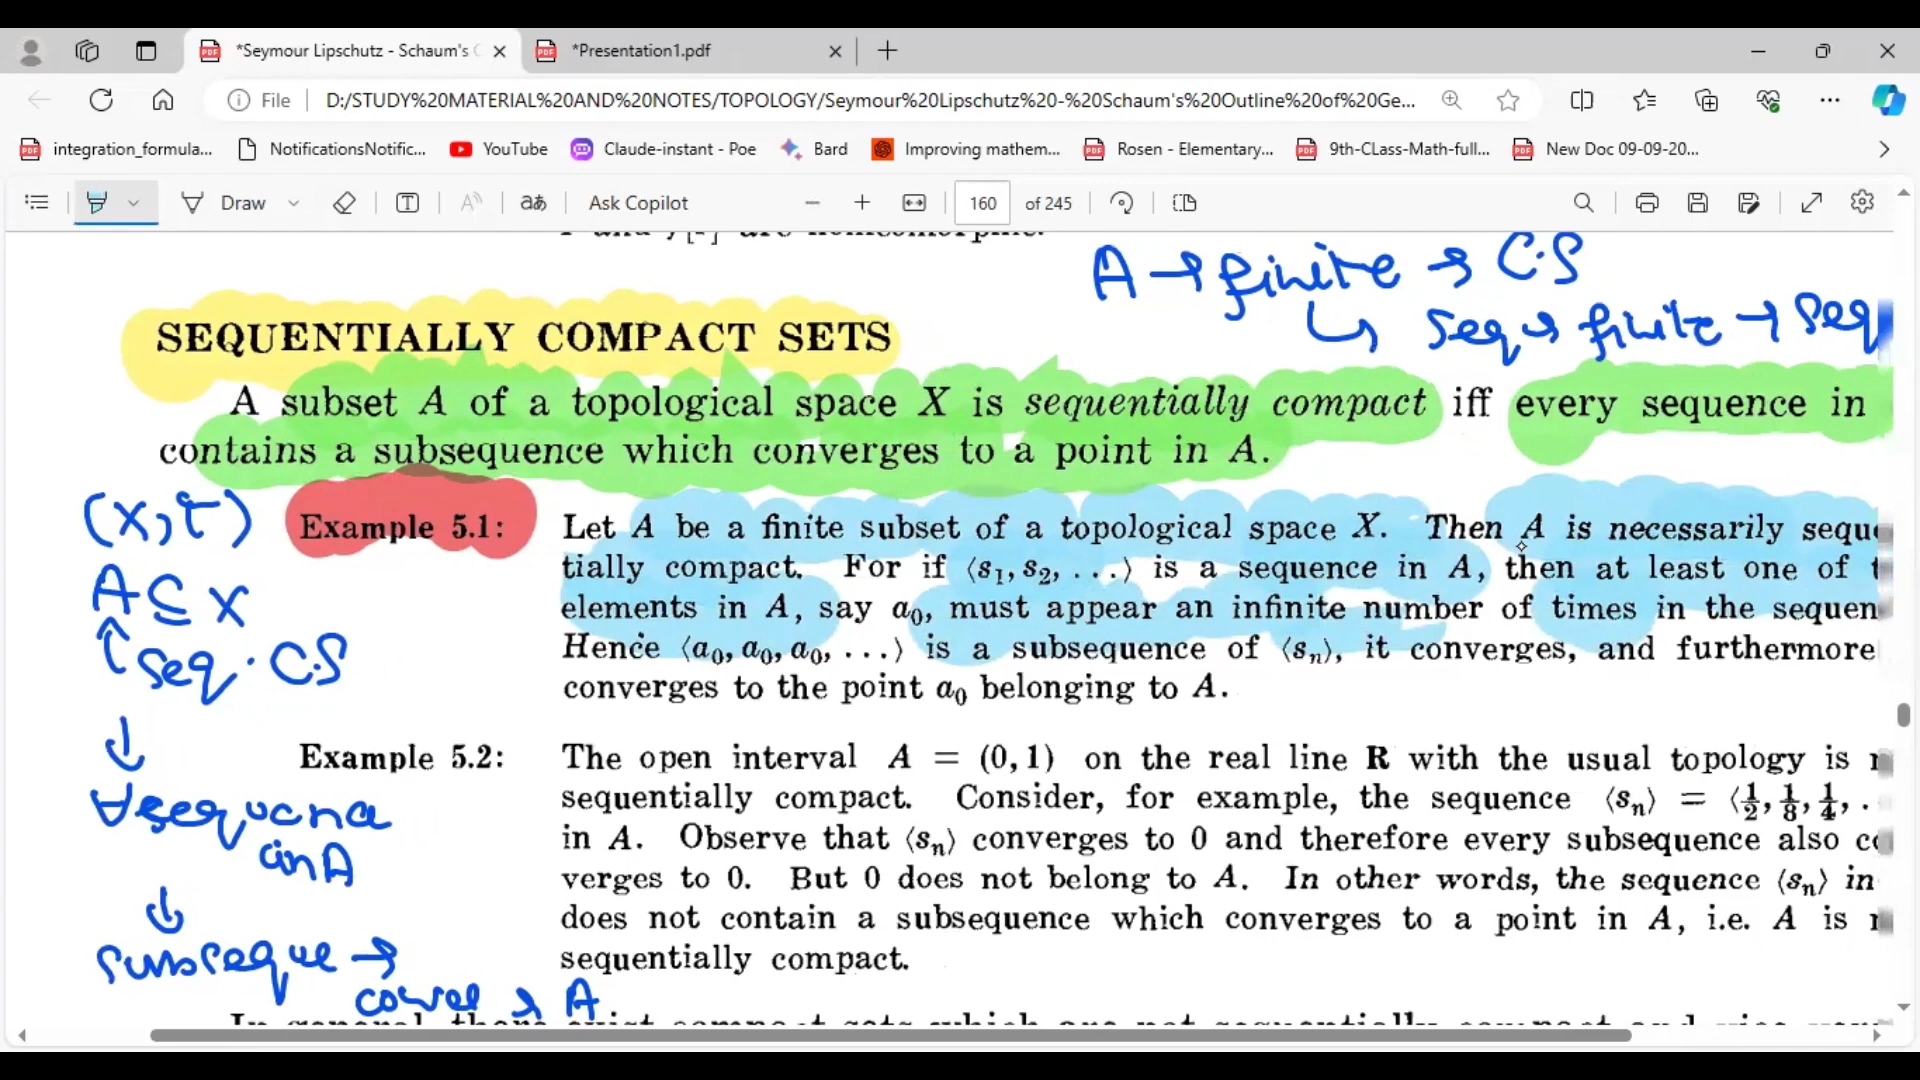 *Seymour Lipschutz - Schaum's
*Presentation1.pdf
File D:/STUDY%20MATERIAL%20AND%20NOTES/TOPOLOGY/Seymour%20Lipschutz%20-%20Schaum's%20Outline%20of%20Ge...
integration_formula... NotificationsNotific... YouTube Claude-instant - Poe Bard Improving mathem... Rosen - Elementary... 9th-CLass-Math-full... New Doc 09-09-20...
Draw Ask Copilot 160 of 245
A → finite → C.S
↳ Seq → finite → Seq
SEQUENTIALLY COMPACT SETS
A subset A of a topological space X is sequentially compact iff every sequence in
contains a subsequence which converges to a point in A.
(X, τ)
A ⊆ X
↑ Seq. C.S
↓
∀ sequence
in A
↓
subseque →
A
Example 5.1: Let A be a finite subset of a topological space X. Then A is necessarily seque
tially compact. For if ⟨s₁, s₂, . . .⟩ is a sequence in A, then at least one of t
elements in A, say a₀, must appear an infinite number of times in the sequen
Hence ⟨a₀, a₀, a₀, . . .⟩ is a subsequence of ⟨sₙ⟩, it converges, and furthermore
converges to the point a₀ belonging to A.
Example 5.2: The open interval A = (0, 1) on the real line R with the usual topology is
sequentially compact. Consider, for example, the sequence ⟨sₙ⟩ = ⟨1/2, 1/8, 1/4, .
in A. Observe that ⟨sₙ⟩ converges to 0 and therefore every subsequence also co
verges to 0. But 0 does not belong to A. In other words, the sequence ⟨sₙ⟩ in
does not contain a subsequence which converges to a point in A, i.e. A is
sequentially compact.